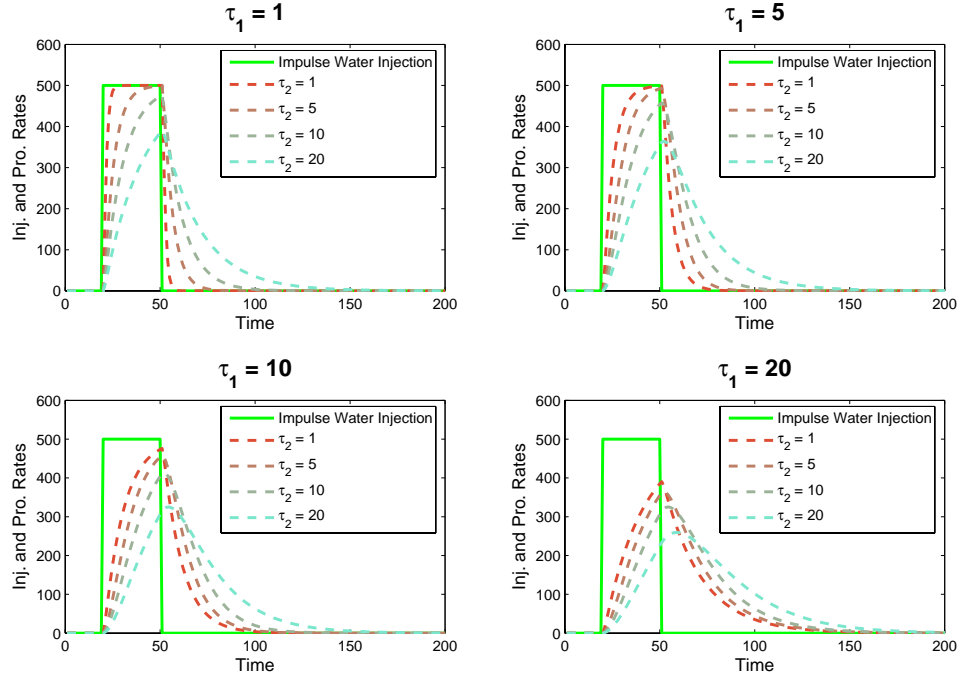 τ1 = 1
600
500
400
300
200
100
0
Inj. and Pro. Rates
0 50 100 150 200
Time
Impulse Water Injection
τ2 = 1
τ2 = 5
τ2 = 10
τ2 = 20
τ1 = 5
600
500
400
300
200
100
0
Inj. and Pro. Rates
0 50 100 150 200
Time
Impulse Water Injection
τ2 = 1
τ2 = 5
τ2 = 10
τ2 = 20
τ1 = 10
600
500
400
300
200
100
0
Inj. and Pro. Rates
0 50 100 150 200
Time
Impulse Water Injection
τ2 = 1
τ2 = 5
τ2 = 10
τ2 = 20
τ1 = 20
600
500
400
300
200
100
0
Inj. and Pro. Rates
0 50 100 150 200
Time
Impulse Water Injection
τ2 = 1
τ2 = 5
τ2 = 10
τ2 = 20